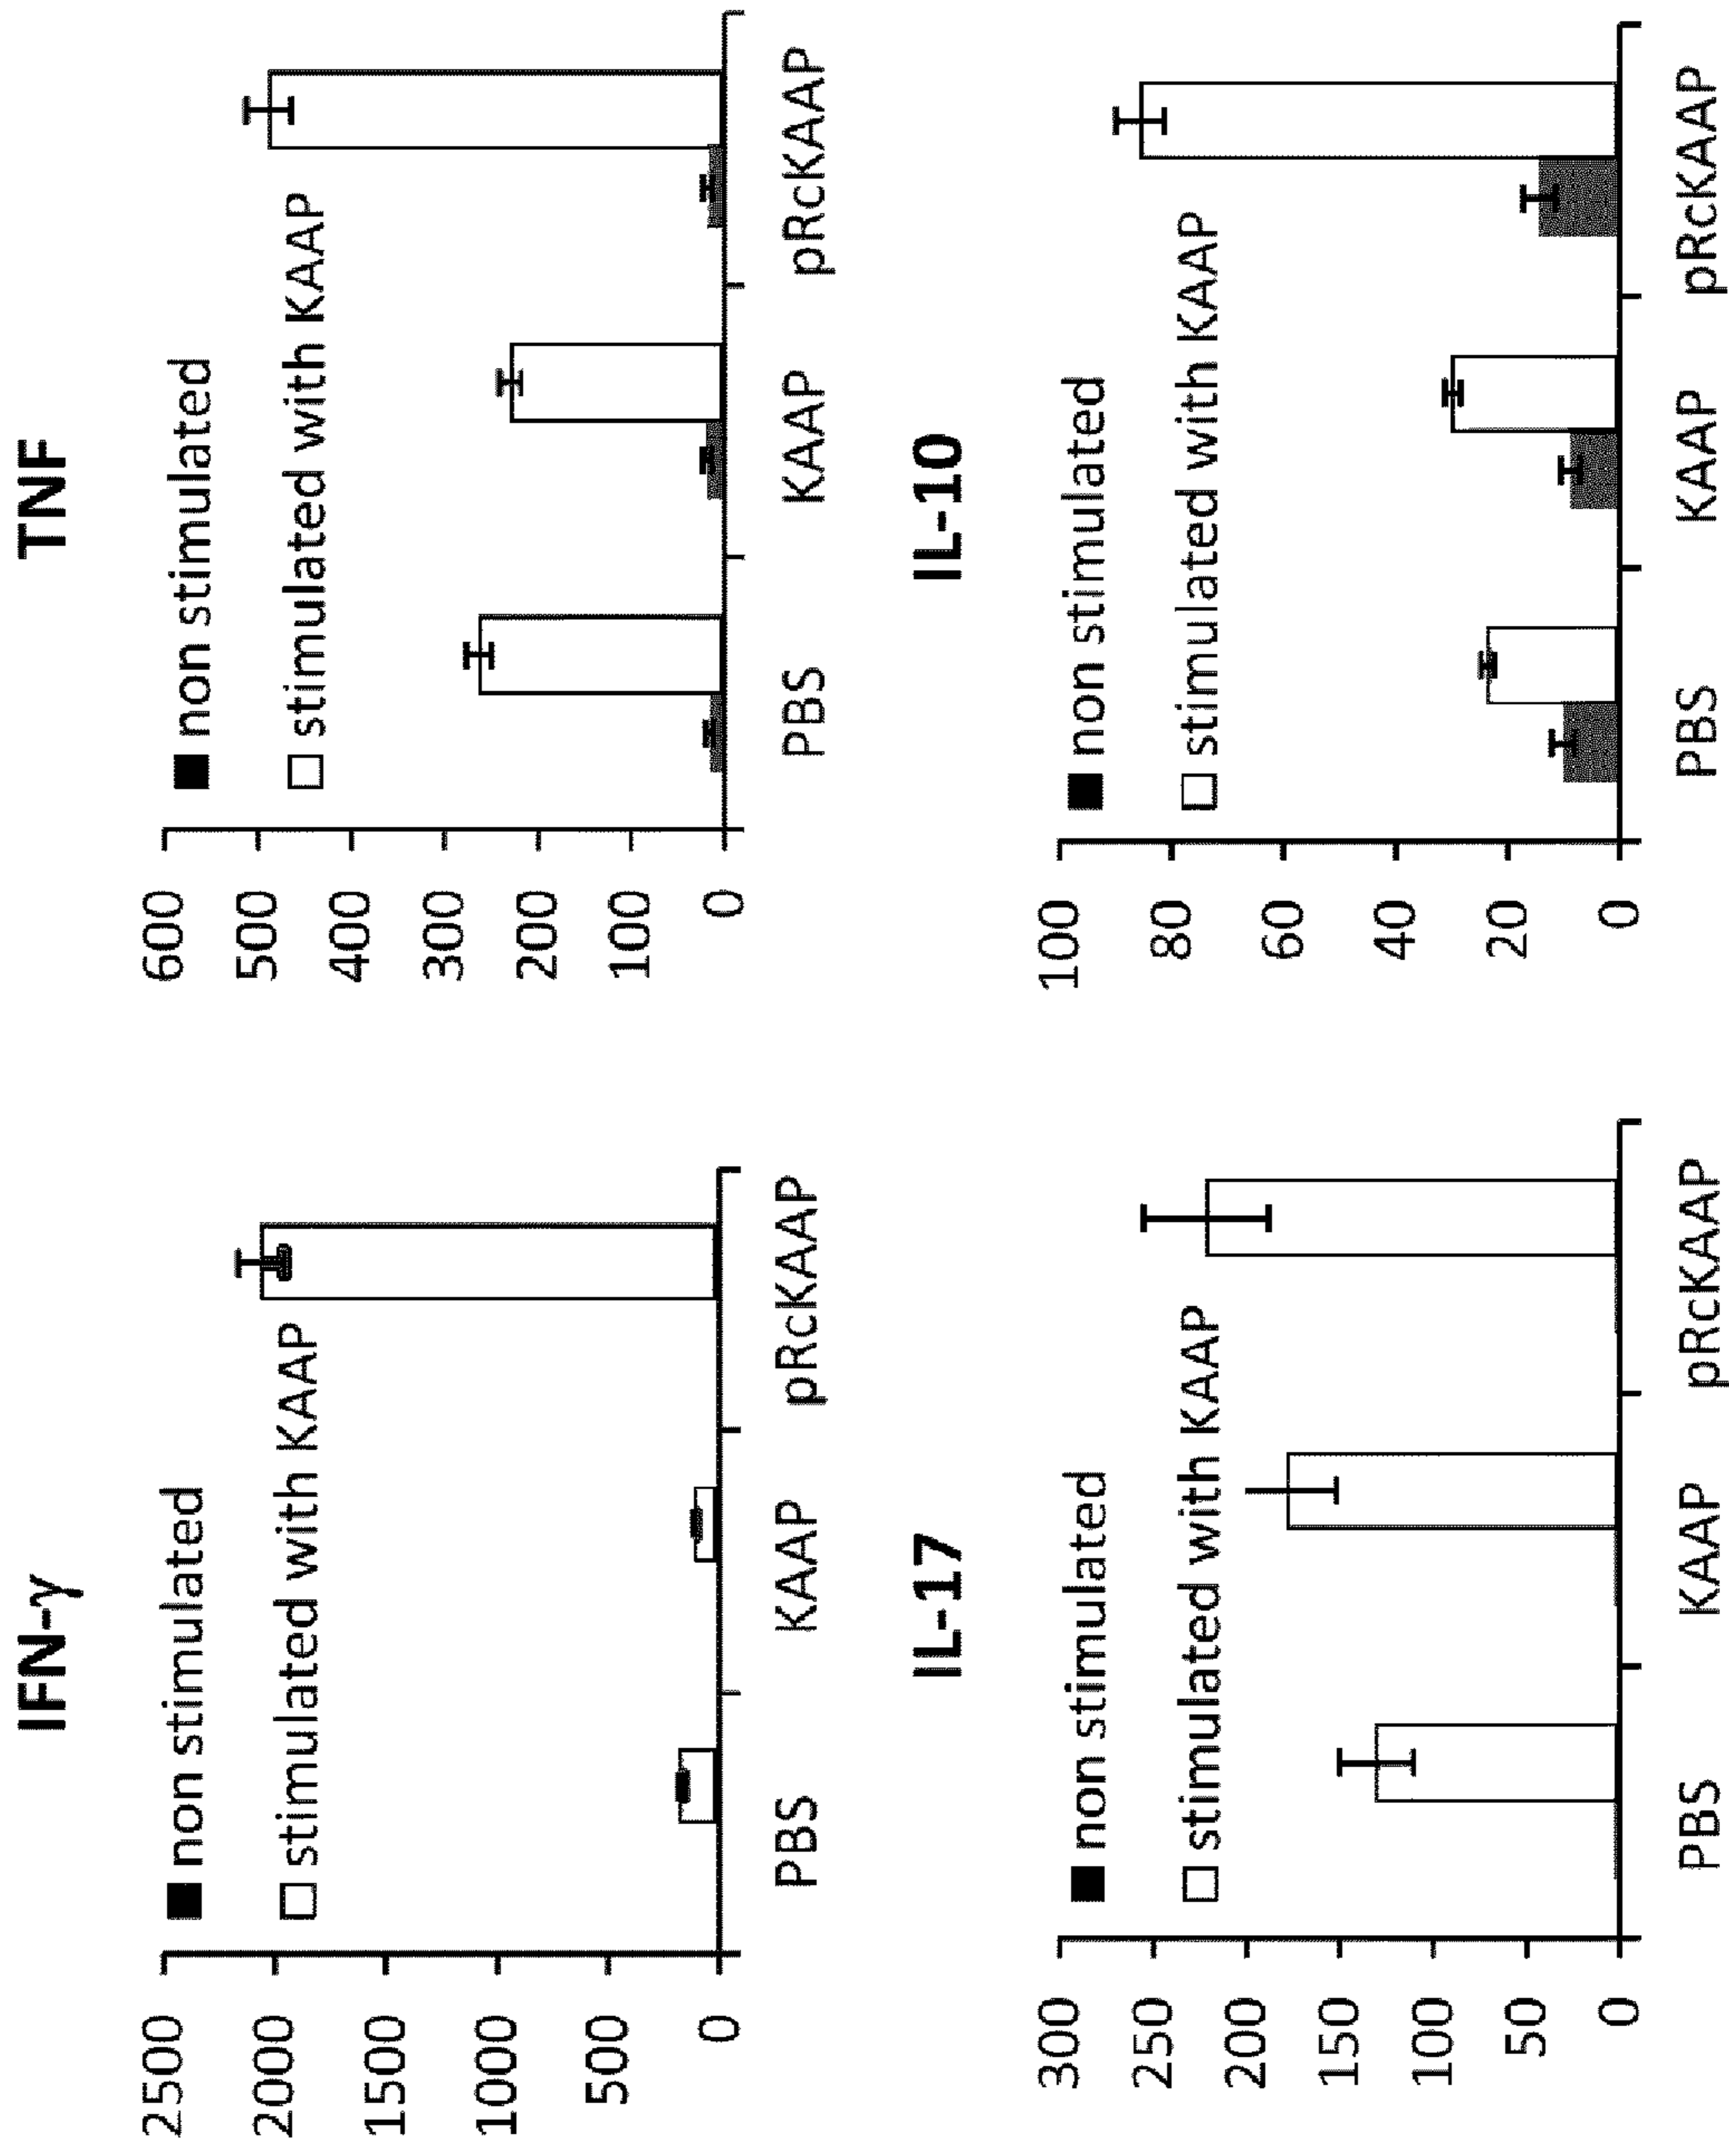 IFN-γ
2500
2000
1500
1000
500
0
non stimulated
stimulated with KAAP
PBS KAAP pRcKAAP
TNF
600
500
400
300
200
100
0
non stimulated
stimulated with KAAP
PBS KAAP pRcKAAP
IL-17
300
250
200
150
100
50
0
non stimulated
stimulated with KAAP
PBS KAAP pRcKAAP
IL-10
100
80
60
40
20
0
non stimulated
stimulated with KAAP
PBS KAAP pRcKAAP